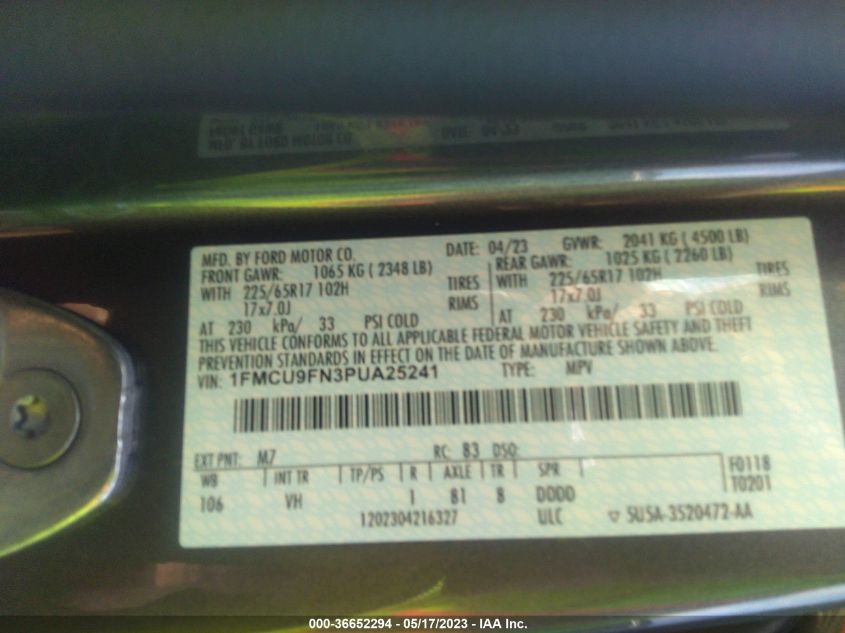 MFD. BY FORD MOTOR CO. DATE: 04/23 GVWR: 2041 KG ( 4500 LB)
FRONT GAWR: 1065 KG ( 2348 LB) REAR GAWR: 1025 KG ( 2260 LB)
WITH 225/65R17 102H TIRES WITH 225/65R17 102H TIRES
17x7.0J RIMS 17x7.0J RIMS
AT 230 kPa/ 33 PSI COLD AT 230 kPa/ 33 PSI COLD
THIS VEHICLE CONFORMS TO ALL APPLICABLE FEDERAL MOTOR VEHICLE SAFETY AND THEFT
PREVENTION STANDARDS IN EFFECT ON THE DATE OF MANUFACTURE SHOWN ABOVE.
VIN: 1FMCU9FN3PUA25241 TYPE: MPV
EXT PNT: M7 RC: 83 DSO:
WB INT TR TP/PS R AXLE TR SPR F0118
106 VH 1 81 8 DDDD T0201
1202304216327 ULC SUSA-3520472-AA
000-36652294 - 05/17/2023 - IAA Inc.